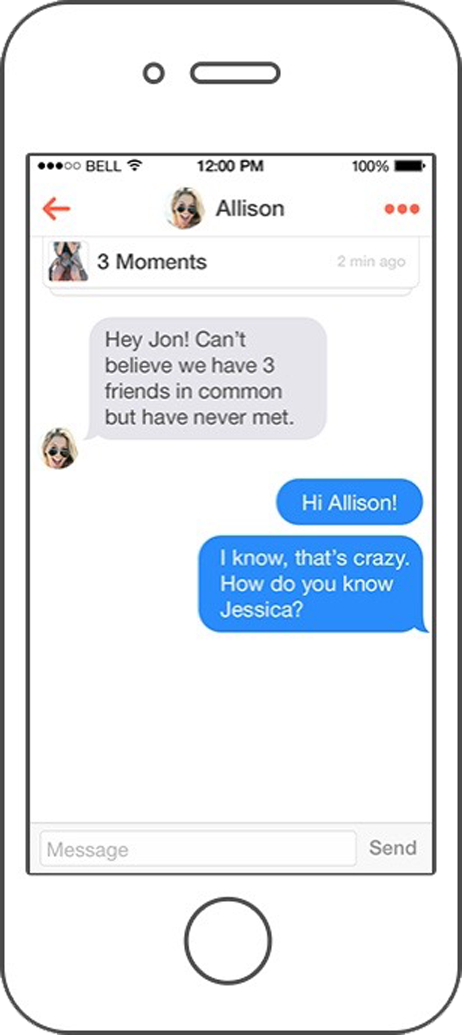 BELL 12:00 PM 100%
Allison
3 Moments 2 min ago
Hey Jon! Can't
believe we have 3
friends in common
but have never met.
Hi Allison!
I know, that's crazy.
How do you know
Jessica?
Message Send